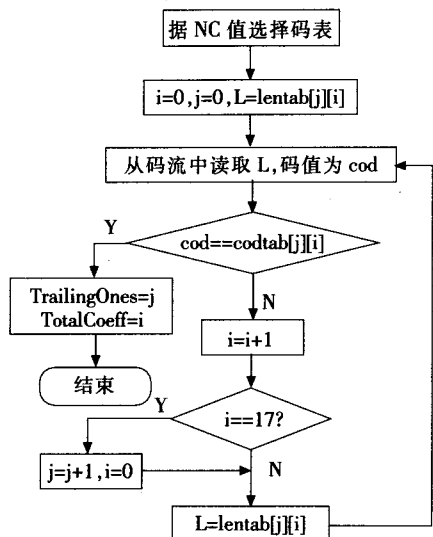 据 NC 值选择码表
i=0,j=0,L=lentab[j][i]
从码流中读取 L,码值为 cod
Y
cod==codtab[j][i]
TrailingOnes=j
TotalCoeff=i
N
i=i+1
结束
Y
i==17?
j=j+1,i=0
N
L=lentab[j][i]